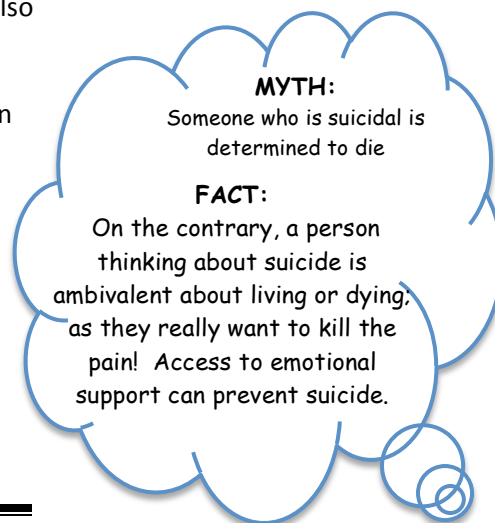 lso
n
MYTH:
Someone who is suicidal is
determined to die
FACT:
On the contrary, a person
thinking about suicide is
ambivalent about living or dying;
as they really want to kill the
pain! Access to emotional
support can prevent suicide.